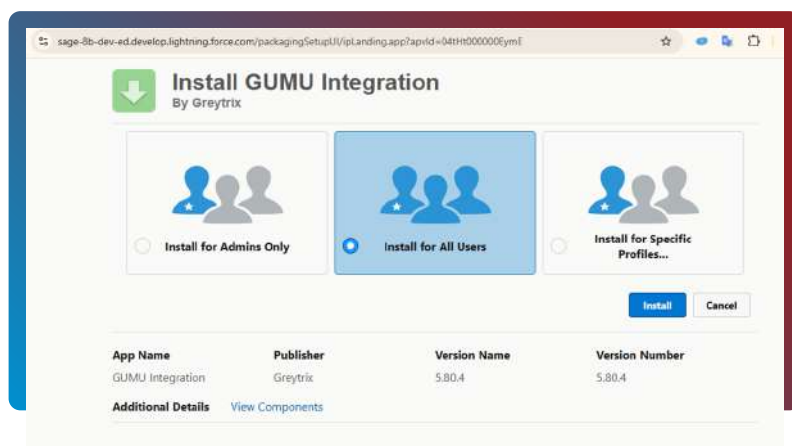 sage-8b-dev-ed.develop.lightning.force.com/packagingSetupUI/ipLanding.app?apvId=04tHt000000EymE
Install GUMU Integration
By Greytrix
Install for Admins Only
Install for All Users
Install for Specific
Profiles...
Install Cancel
App Name Publisher Version Name Version Number
GUMU Integration Greytrix 5.80.4 5.80.4
Additional Details View Components